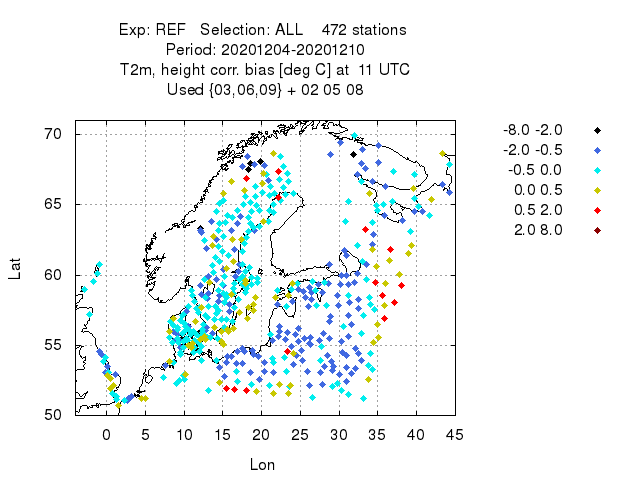 Exp: REF Selection: ALL 472 stations
Period: 20201204-20201210
T2m, height corr. bias [deg C] at 11 UTC
Used {03,06,09} + 02 05 08
-8.0 -2.0
-2.0 -0.5
-0.5 0.0
0.0 0.5
0.5 2.0
2.0 8.0
70
65
60
55
50
Lat
0 5 10 15 20 25 30 35 40 45
Lon